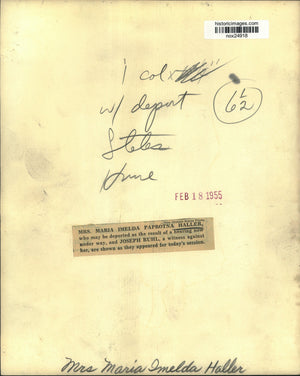 historicimages.com
nox24918
1 col x
w/ deport
States
6½
FEB 18 1955
MRS. MARIA IMELDA PAPROTNA HALLER,
who may be deported as the result of a hearing now
under way, and JOSEPH RUHL, a witness against
her, are shown as they appeared for today's session.
Mrs Maria Imelda Haller